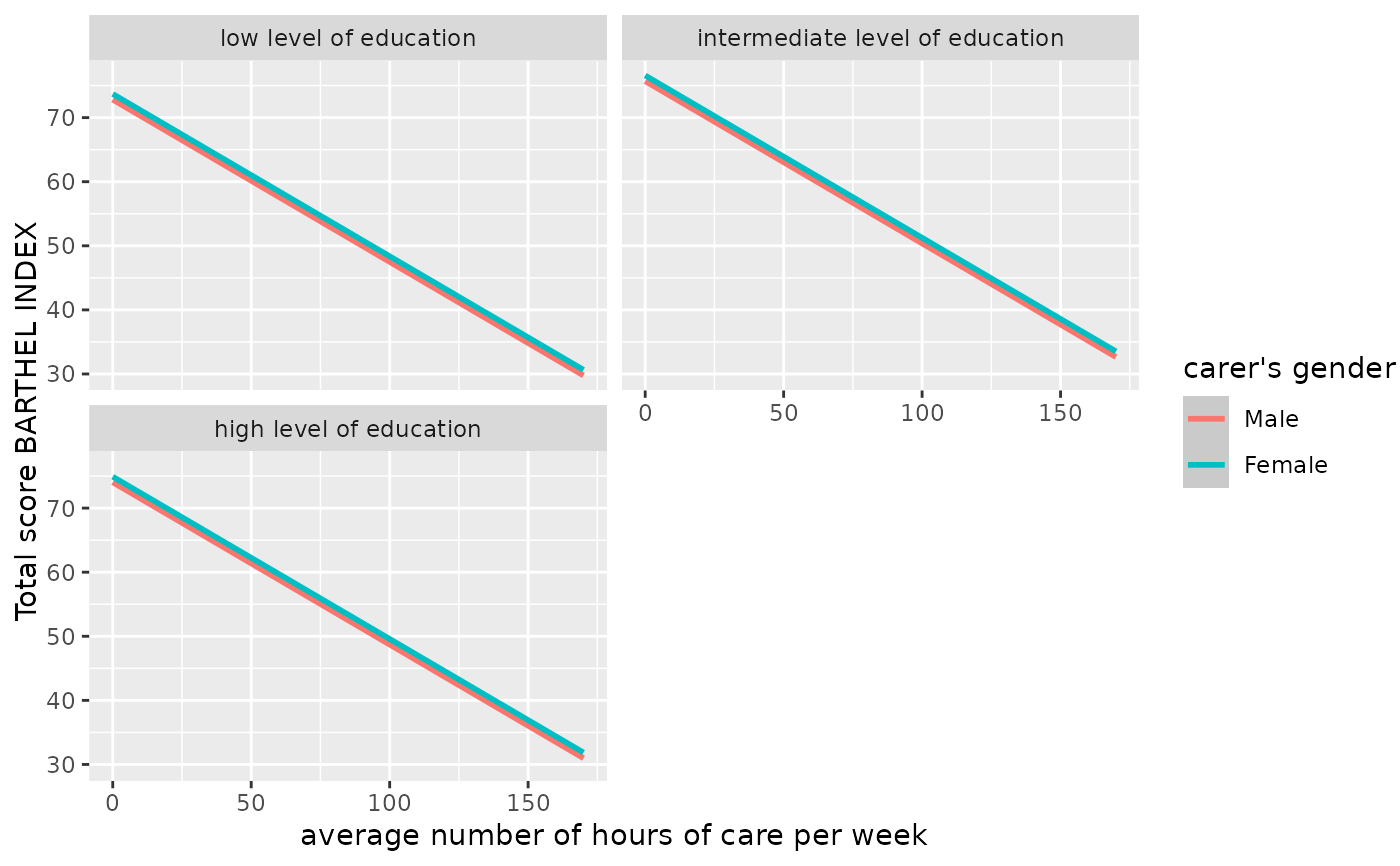 low level of education
intermediate level of education
70
60
50
40
30
0 50 100 150
high level of education
70
60
50
40
30
0 50 100 150
Total score BARTHEL INDEX
average number of hours of care per week
carer's gender
Male
Female